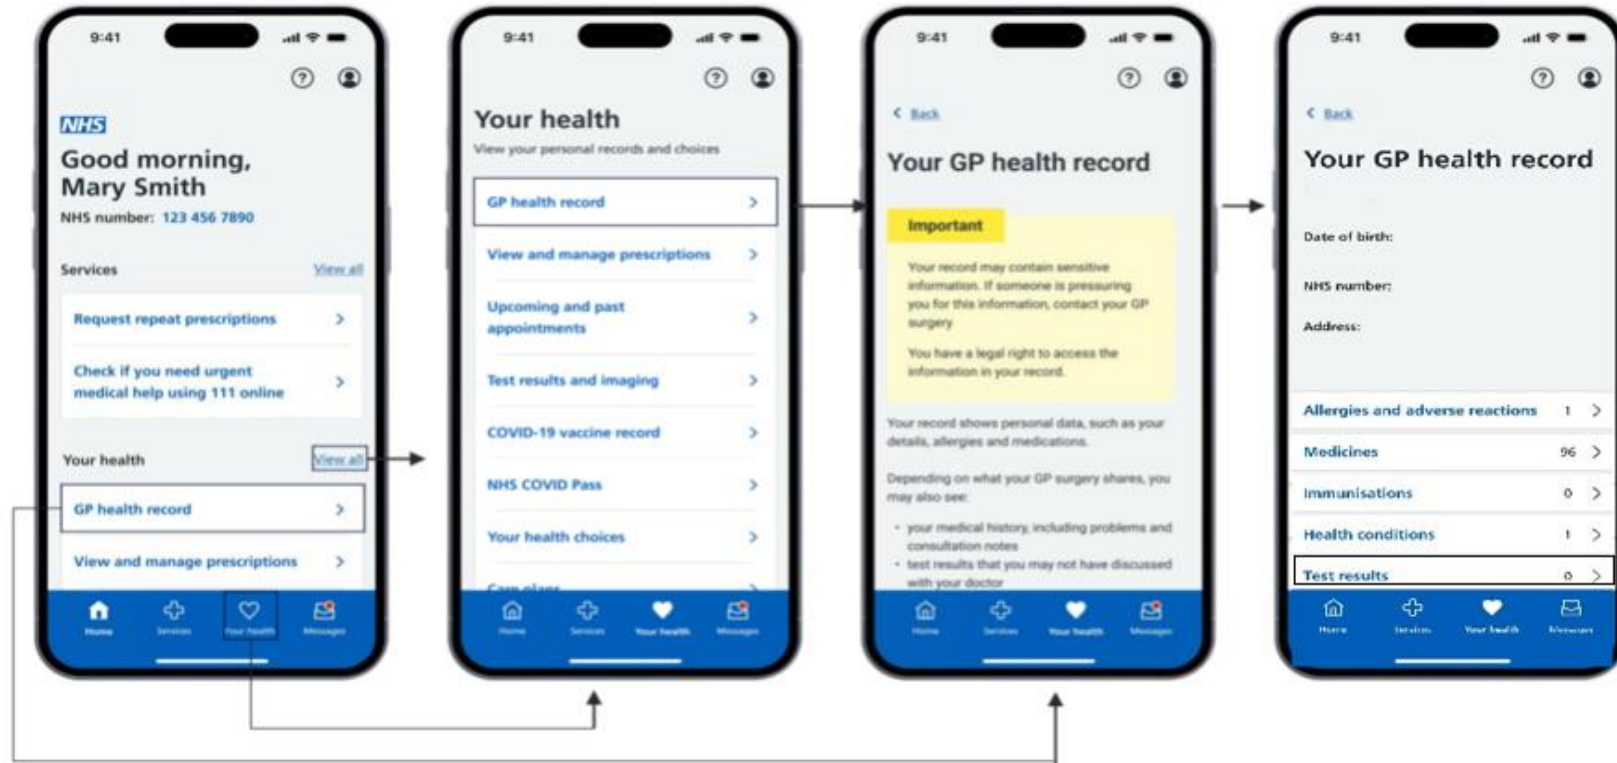 9:41
NHS
Good morning,
Mary Smith
NHS number: 123 456 7890
Services View all
Request repeat prescriptions
Check if you need urgent
medical help using 111 online
Your health View all
GP health record
View and manage prescriptions
Home Services Your health Messages
9:41
Your health
View your personal records and choices
GP health record
View and manage prescriptions
Upcoming and past
appointments
Test results and imaging
COVID-19 vaccine record
NHS COVID Pass
Your health choices
Care plans
Home Services Your health Messages
9:41
Back
Your GP health record
Important
Your record may contain sensitive
information. If someone is pressuring
you for this information, contact your GP
surgery
You have a legal right to access the
information in your record.
Your record shows personal data, such as your
details, allergies and medications.
Depending on what your GP surgery shares, you
may also see:
• your medical history, including problems and
consultation notes
• test results that you may not have discussed
with your doctor
Home Services Your health Messages
9:41
Back
Your GP health record
Date of birth:
NHS number:
Address:
Allergies and adverse reactions 1
Medicines 96
Immunisations 0
Health conditions 1
Test results 0
Home Services Your health Messages